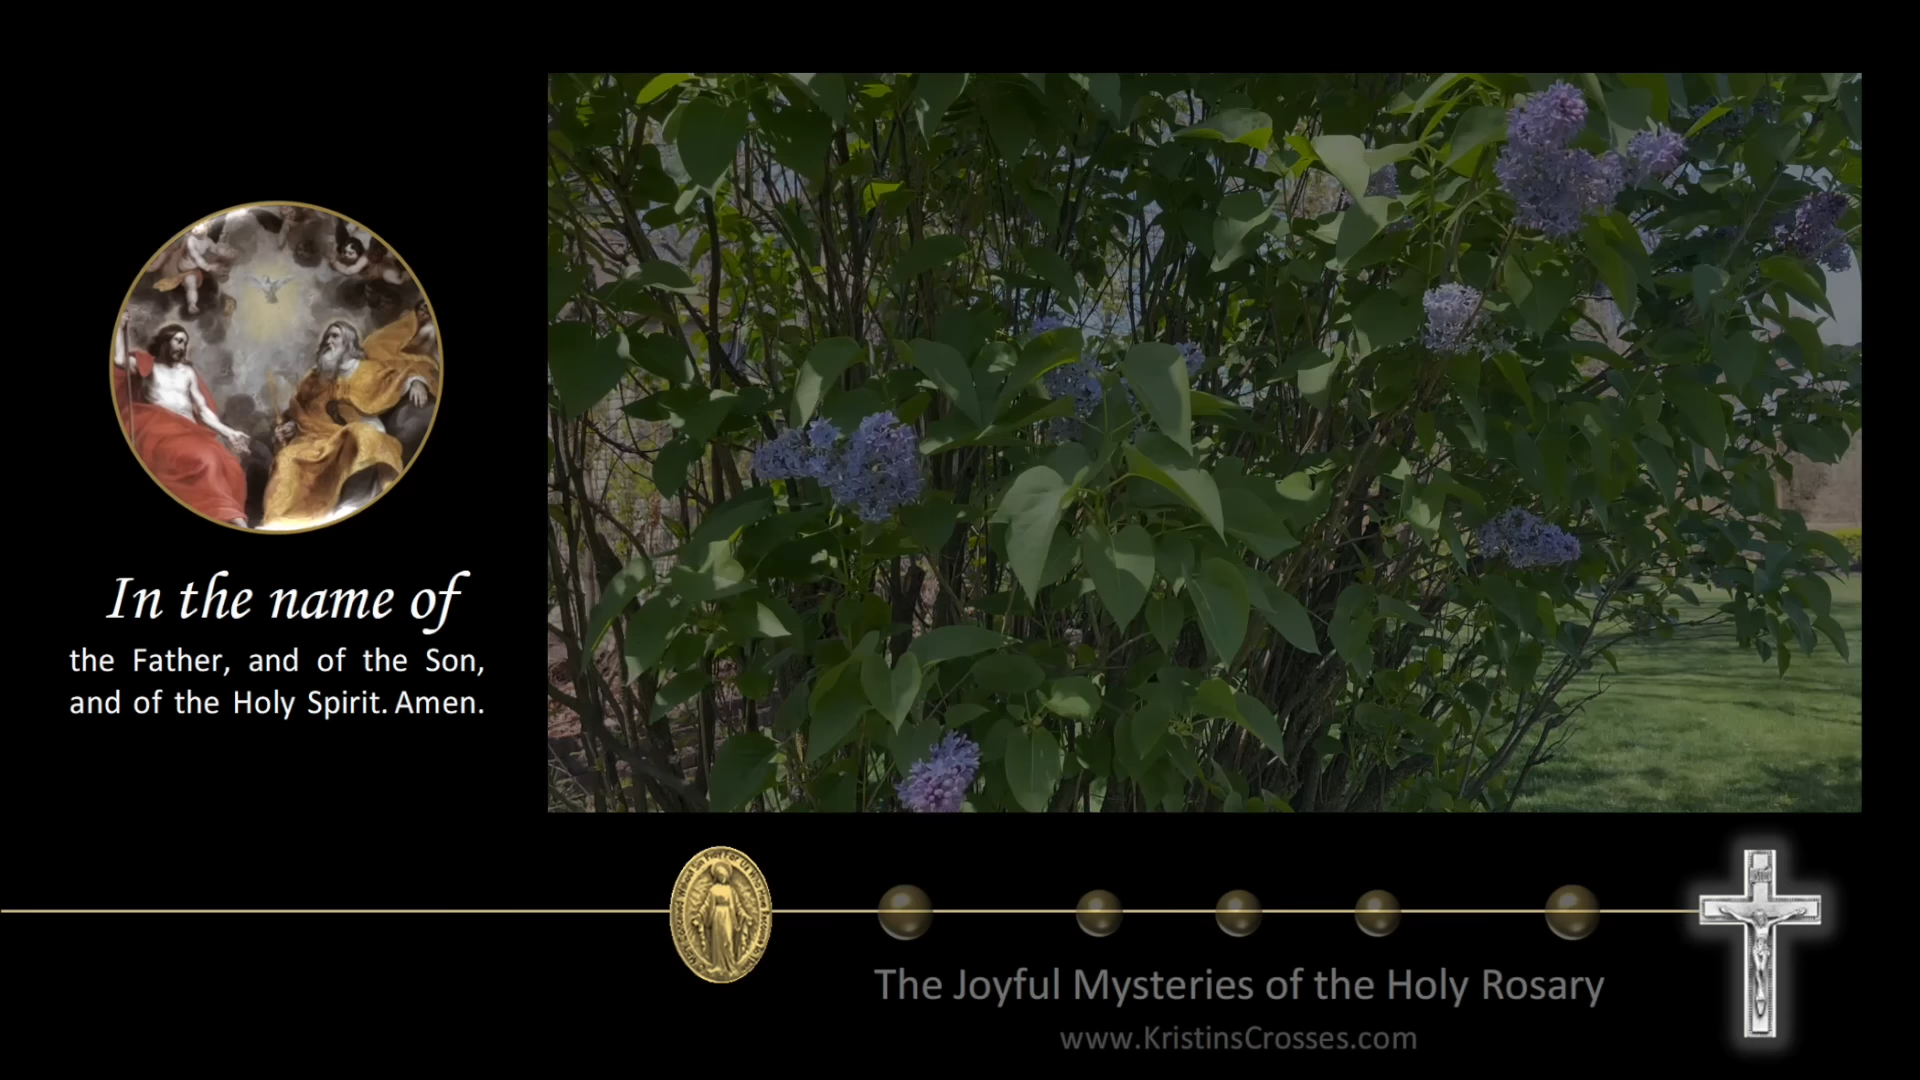 In the name of
the Father, and of the Son,
and of the Holy Spirit. Amen.
The Joyful Mysteries of the Holy Rosary
www.KristinsCrosses.com